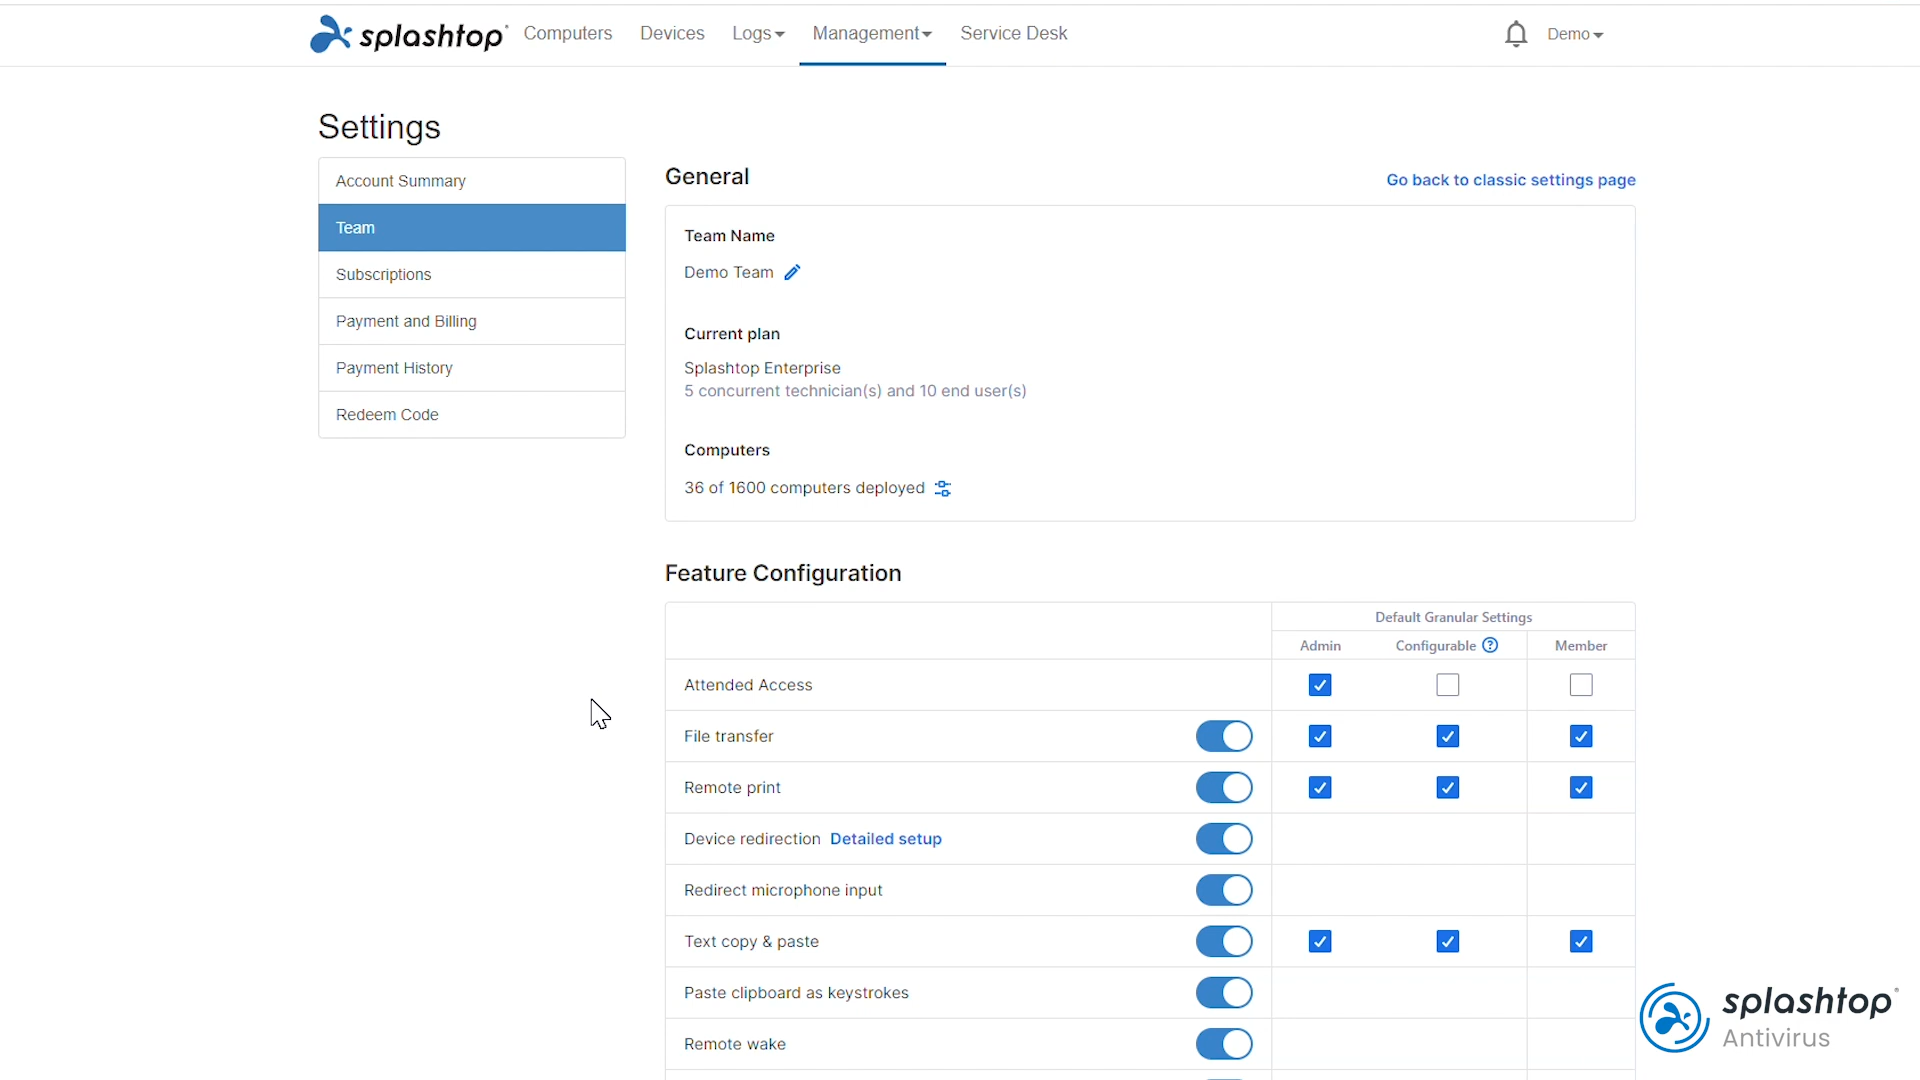 splashtop Computers Devices Logs Management Service Desk Demo
Settings
Account Summary
Team
Subscriptions
Payment and Billing
Payment History
Redeem Code
General Go back to classic settings page
Team Name
Demo Team
Current plan
Splashtop Enterprise
5 concurrent technician(s) and 10 end user(s)
Computers
36 of 1600 computers deployed
Feature Configuration
Default Granular Settings
Admin Configurable ? Member
Attended Access
File transfer
Remote print
Device redirection Detailed setup
Redirect microphone input
Text copy & paste
Paste clipboard as keystrokes
Remote wake
splashtop
Antivirus